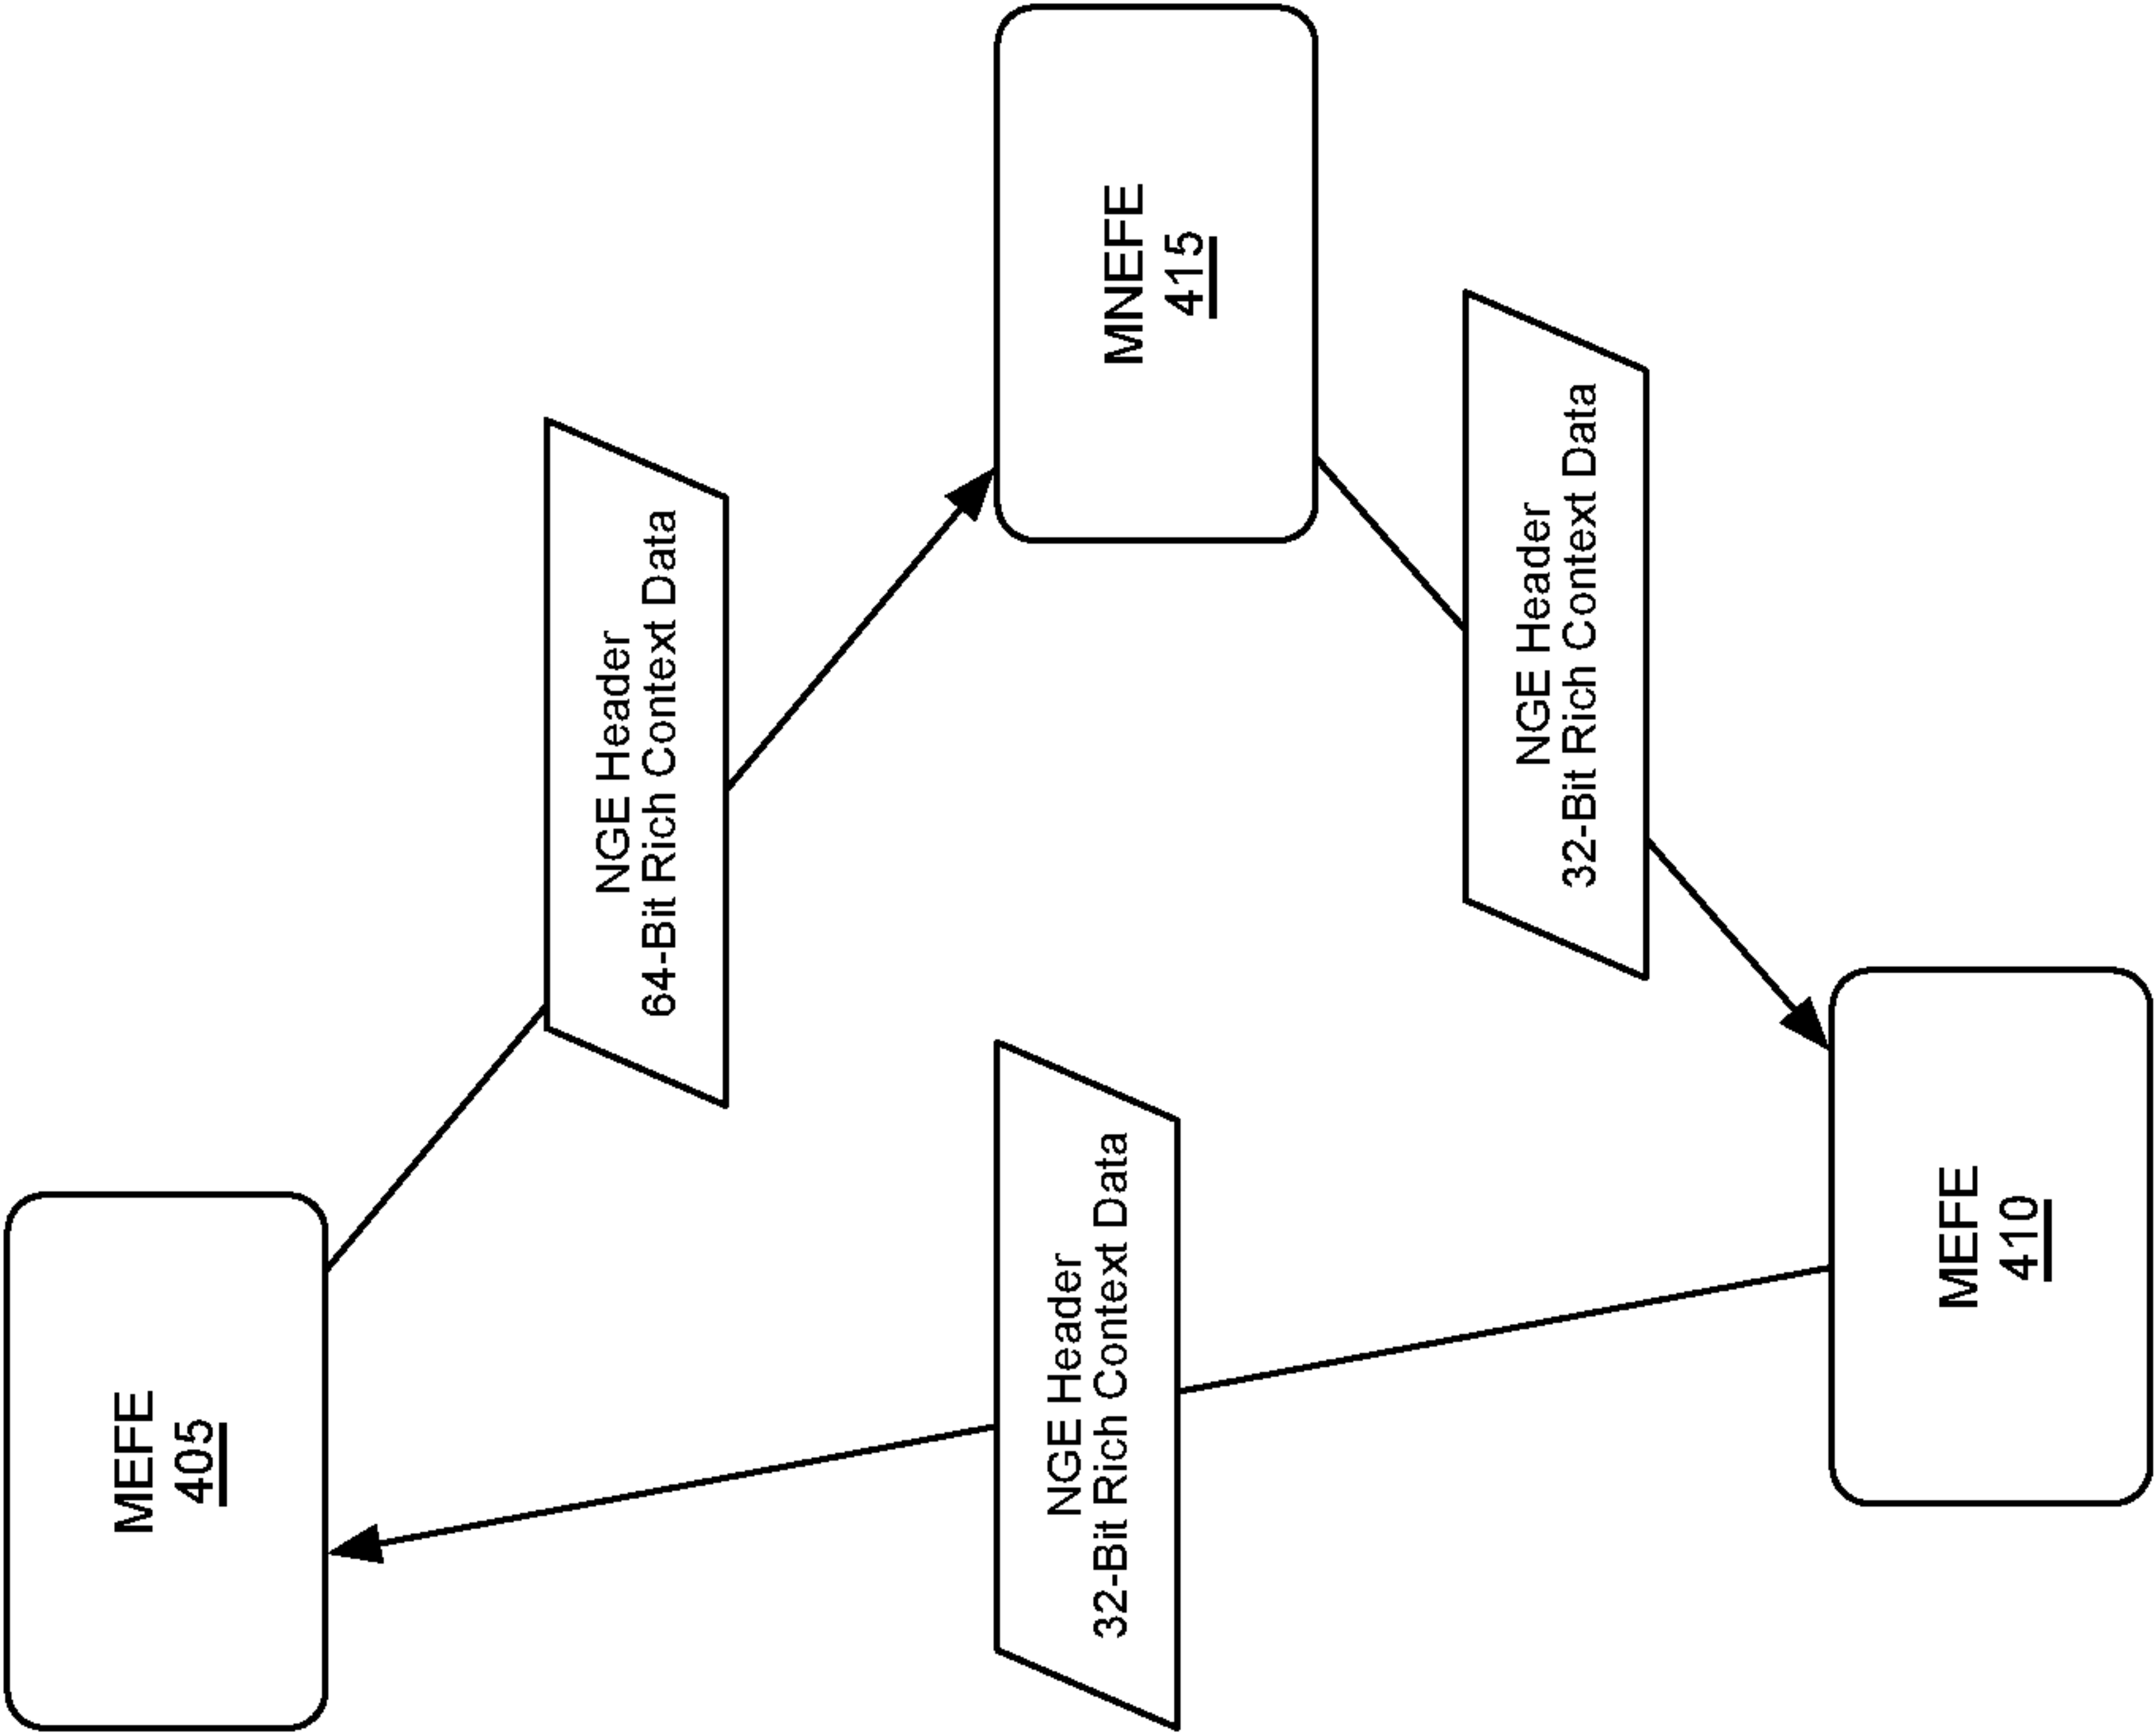 MEFE
405
NGE Header
64-Bit Rich Context Data
MNEFE
415
NGE Header
32-Bit Rich Context Data
MEFE
410
NGE Header
32-Bit Rich Context Data